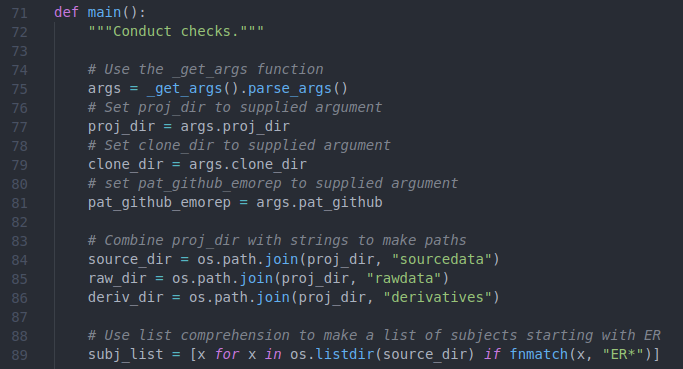 71 def main():
72     """Conduct checks."""
73
74     # Use the _get_args function
75     args = _get_args().parse_args()
76     # Set proj_dir to supplied argument
77     proj_dir = args.proj_dir
78     # Set clone_dir to supplied argument
79     clone_dir = args.clone_dir
80     # set pat_github_emorep to supplied argument
81     pat_github_emorep = args.pat_github
82
83     # Combine proj_dir with strings to make paths
84     source_dir = os.path.join(proj_dir, "sourcedata")
85     raw_dir = os.path.join(proj_dir, "rawdata")
86     deriv_dir = os.path.join(proj_dir, "derivatives")
87
88     # Use list comprehension to make a list of subjects starting with ER
89     subj_list = [x for x in os.listdir(source_dir) if fnmatch(x, "ER*")]